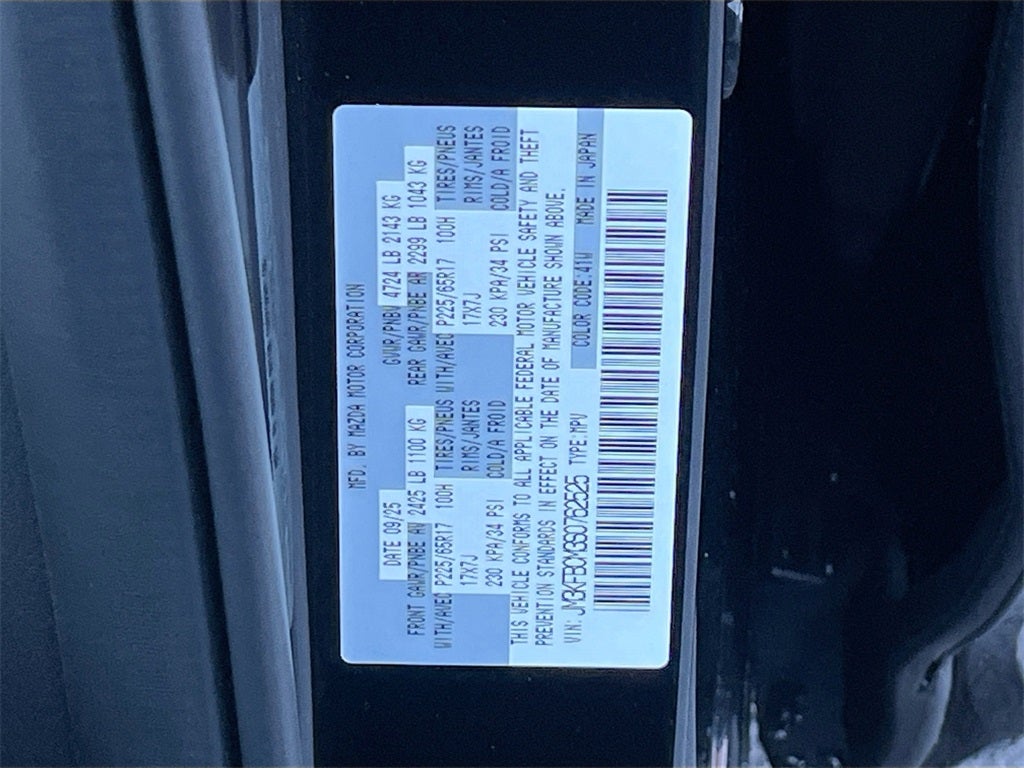 MFD. BY MAZDA MOTOR CORPORATION
DATE 09/25 GVWR/PNBV 4724 LB 2143 KG
FRONT GAWR/PNBE AV 2425 LB 1100 KG REAR GAWR/PNBE AR 2299 LB 1043 KG
WITH/AVEC P225/65R17 100H TIRES/PNEUS WITH/AVEC P225/65R17 100H TIRES/PNEUS
17X7J RIMS/JANTES 17X7J RIMS/JANTES
230 KPA/34 PSI COLD/A FROID 230 KPA/34 PSI COLD/A FROID
THIS VEHICLE CONFORMS TO ALL APPLICABLE FEDERAL MOTOR VEHICLE SAFETY AND THEFT
PREVENTION STANDARDS IN EFFECT ON THE DATE OF MANUFACTURE SHOWN ABOVE.
VIN: JM3KFBCM3S0762525 TYPE:MPV COLOR CODE:41W MADE IN JAPAN